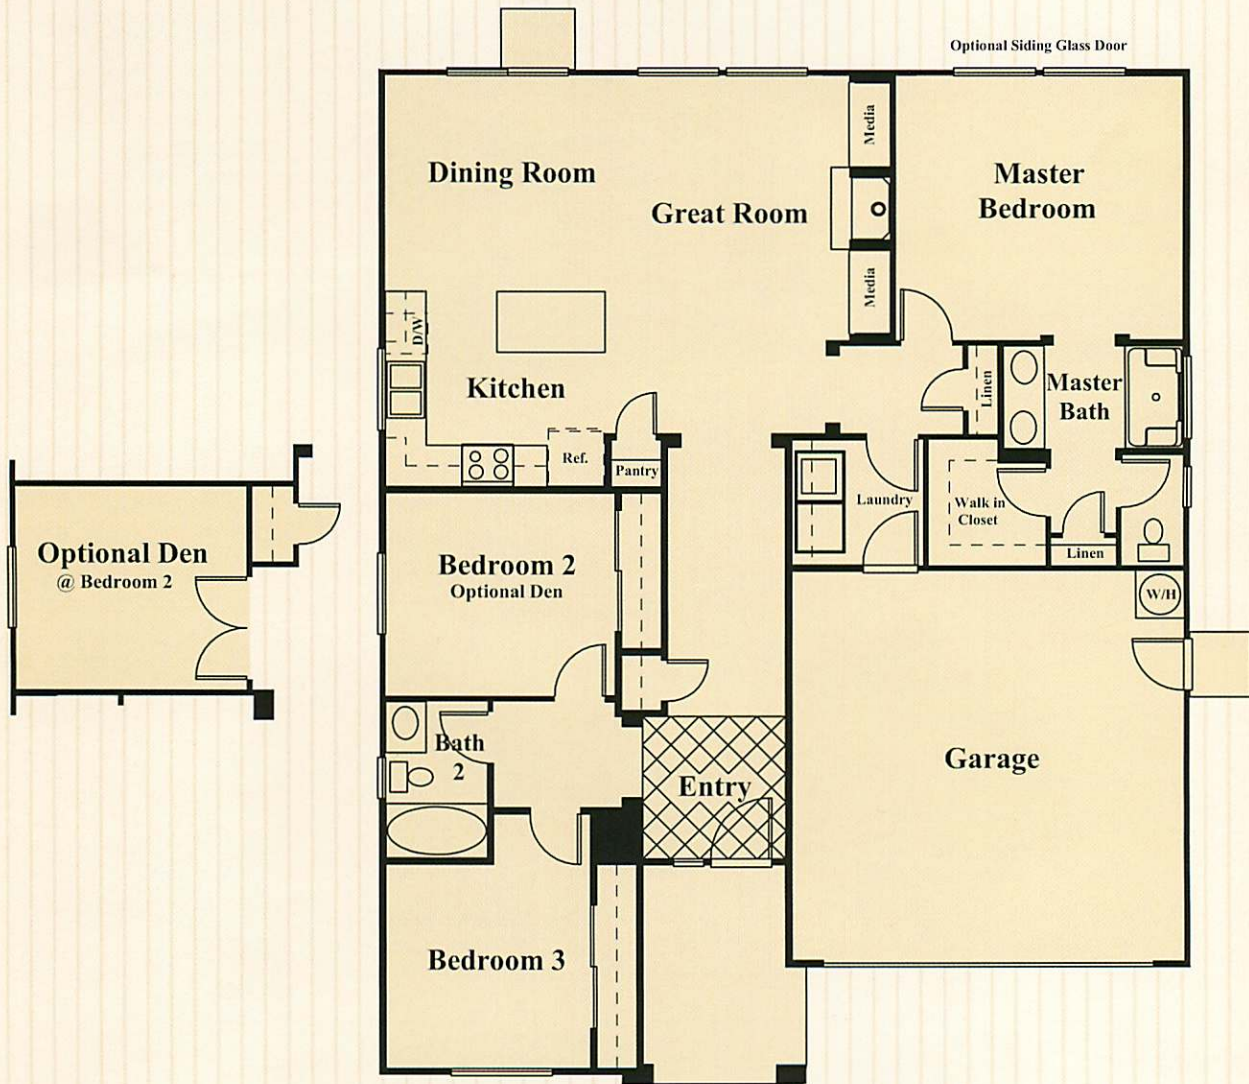 Optional Siding Glass Door
Media
Dining Room
Great Room
Master
Bedroom
Media
D/W
Kitchen
Linen
Master
Bath
Ref.
Pantry
Laundry
Walk in
Closet
Linen
Optional Den
@ Bedroom 2
Bedroom 2
Optional Den
W/H
Bath
2
Entry
Garage
Bedroom 3